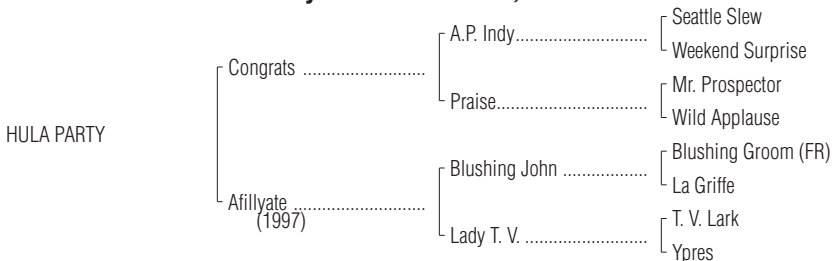 Seattle Slew
A.P. Indy
Weekend Surprise
Congrats
Mr. Prospector
Praise
Wild Applause
HULA PARTY
Blushing Groom (FR)
Blushing John
La Griffe
Afillyate
(1997)
T. V. Lark
Lady T. V.
Ypres